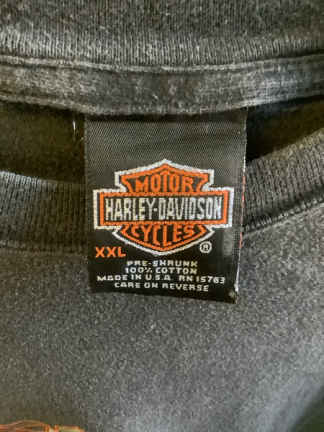 MOTOR
HARLEY-DAVIDSON
CYCLES
®
XXL
PRE-SHRUNK
100% COTTON
MADE IN U.S.A. RN 15763
CARE ON REVERSE